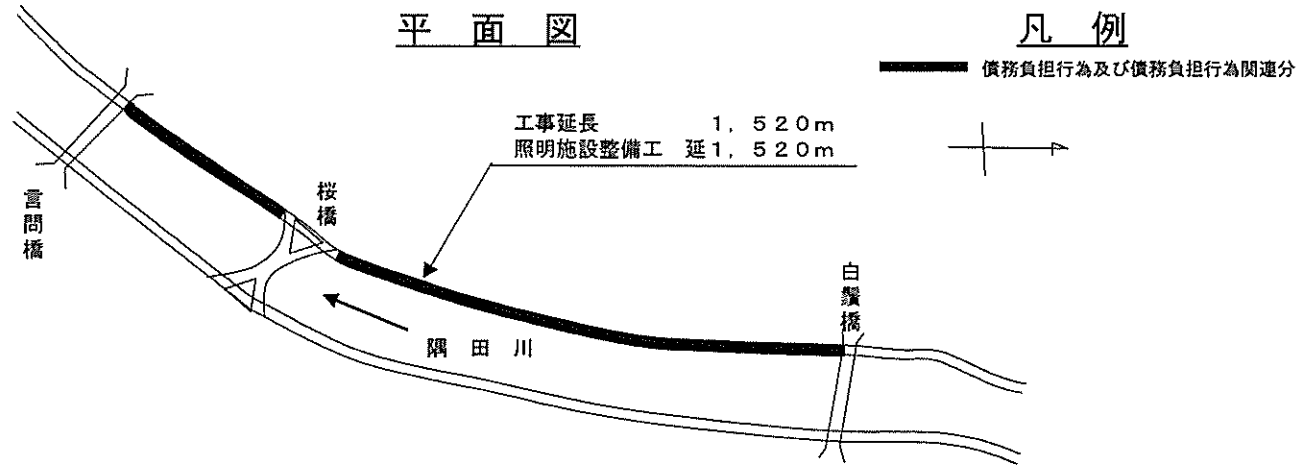 平面図
凡例
債務負担行為及び債務負担行為関連分
工事延長 1，520m
照明施設整備工 延1，520m
言問橋
桜橋
白鬚橋
隅田川